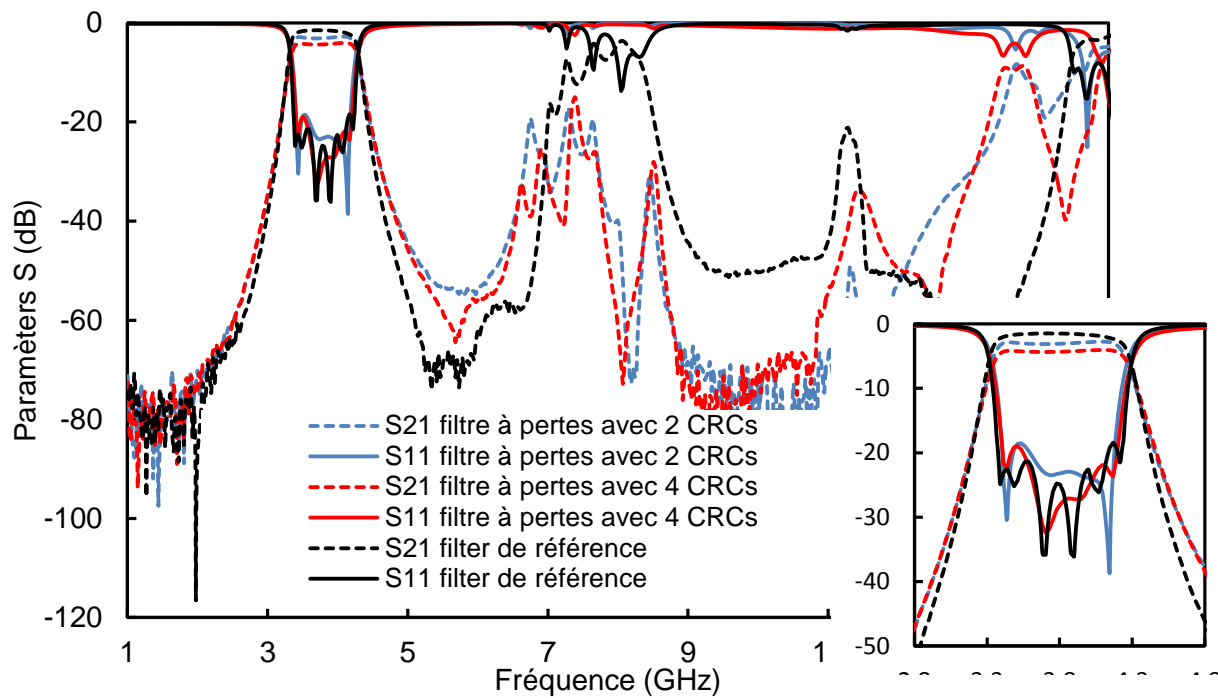 0
-20
-40
-60
-80
-100
-120
Paramèters S (dB)
S21 filtre à pertes avec 2 CRCs
S11 filtre à pertes avec 2 CRCs
S21 filtre à pertes avec 4 CRCs
S11 filtre à pertes avec 4 CRCs
S21 filter de référence
S11 filter de référence
1 3 5 7 9 1
Fréquence (GHz)
0
-10
-20
-30
-40
-50